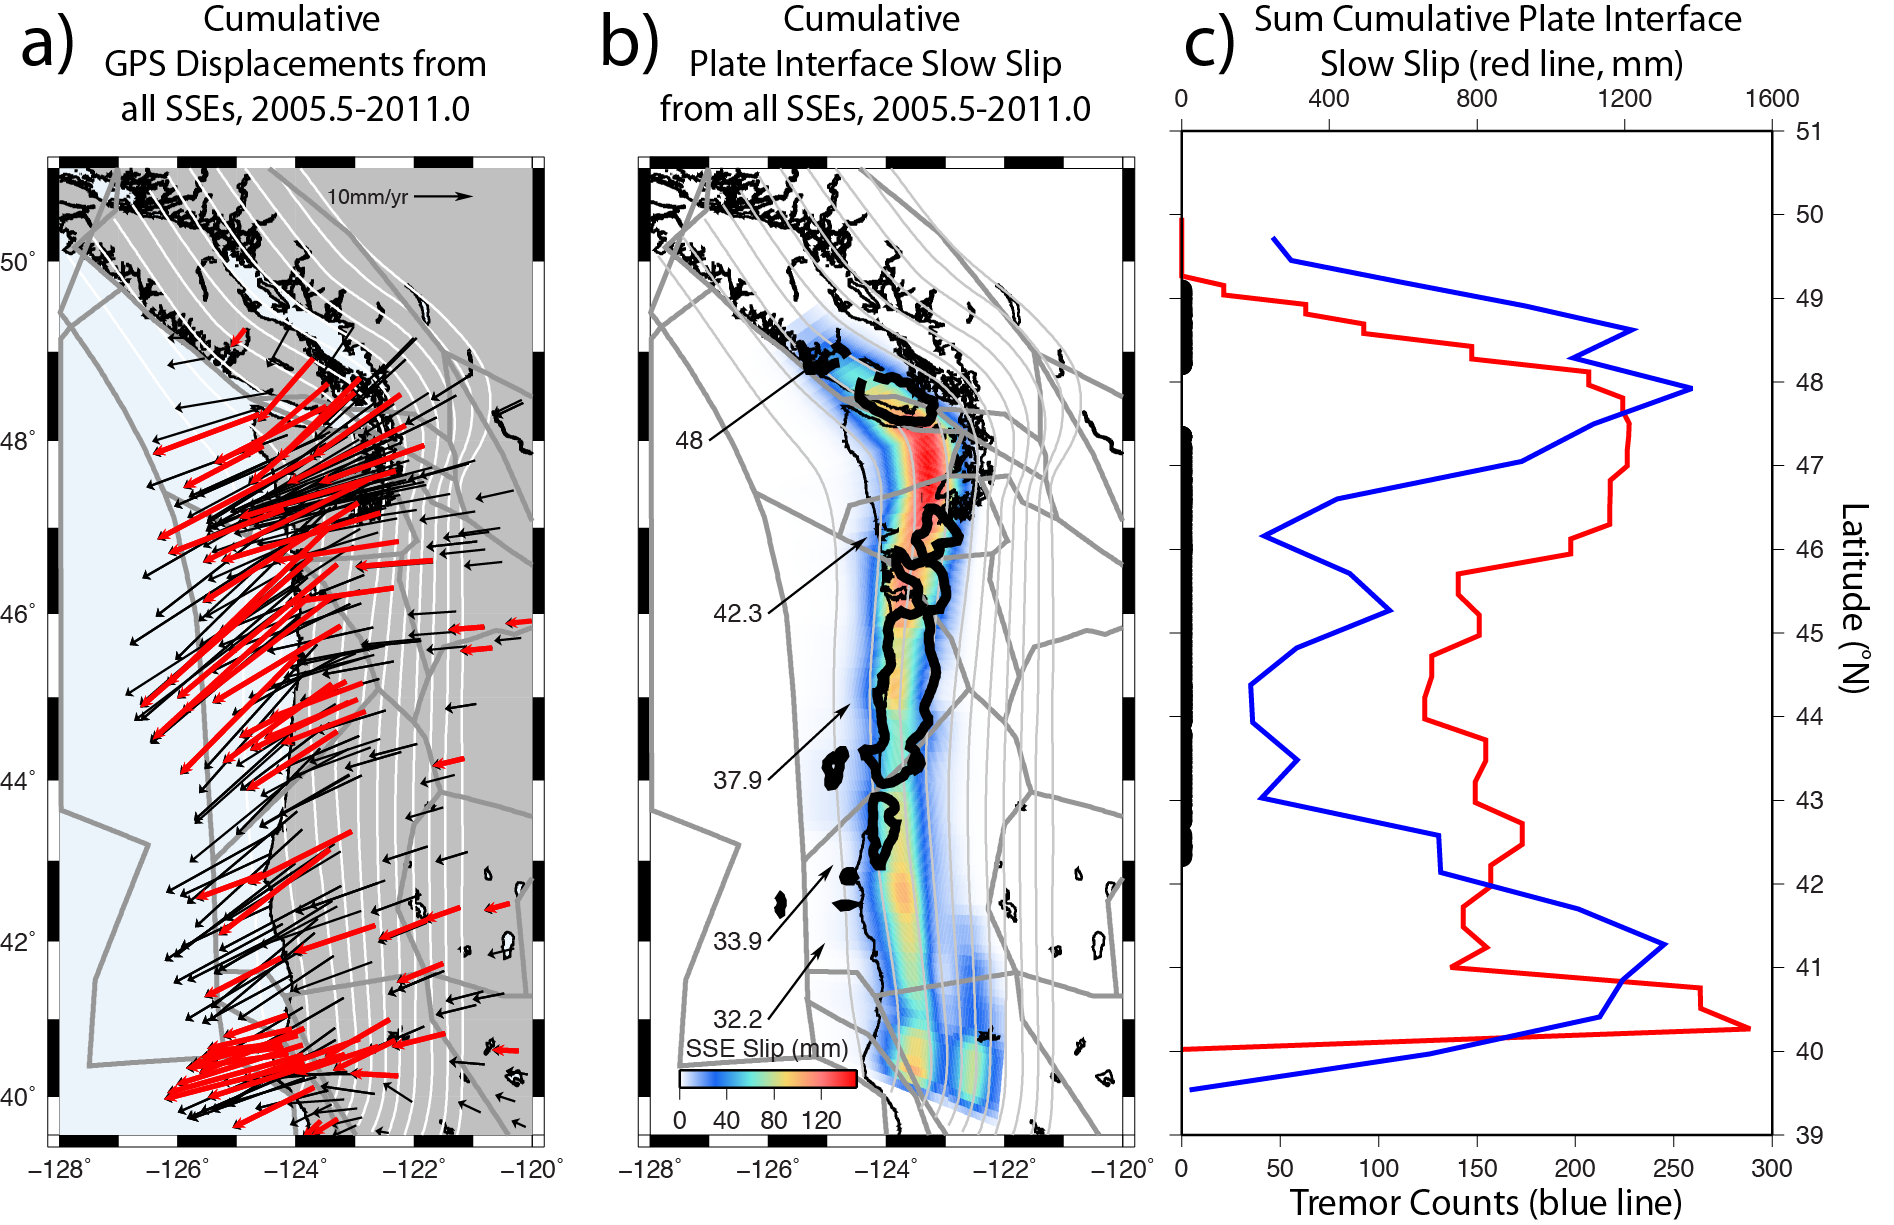 a)
Cumulative
GPS Displacements from
all SSEs, 2005.5-2011.0
10mm/yr
50°
48°
46°
44°
42°
40°
−128° −126° −124° −122° −120°
b)
Cumulative
Plate Interface Slow Slip
from all SSEs, 2005.5-2011.0
48
42.3
37.9
33.9
32.2
SSE Slip (mm)
0 40 80 120
−128° −126° −124° −122° −120°
c)
Sum Cumulative Plate Interface
Slow Slip (red line, mm)
0 400 800 1200 1600
51
50
49
48
47
46
45
44
43
42
41
40
39
Latitude (°N)
0 50 100 150 200 250 300
Tremor Counts (blue line)